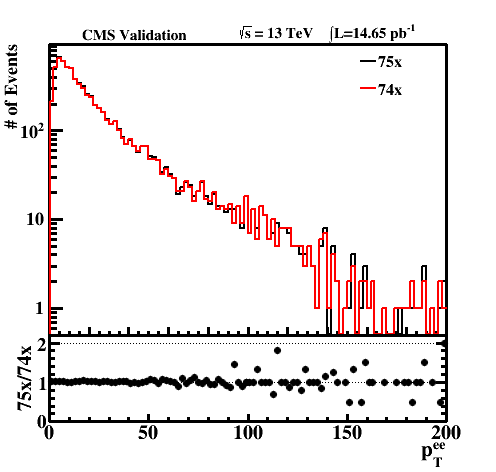 CMS Validation √s = 13 TeV ∫L=14.65 pb⁻¹
# of Events
75x
74x
10²
10
1
75x/74x
2
1
0
0 50 100 150 200
p_T^ee